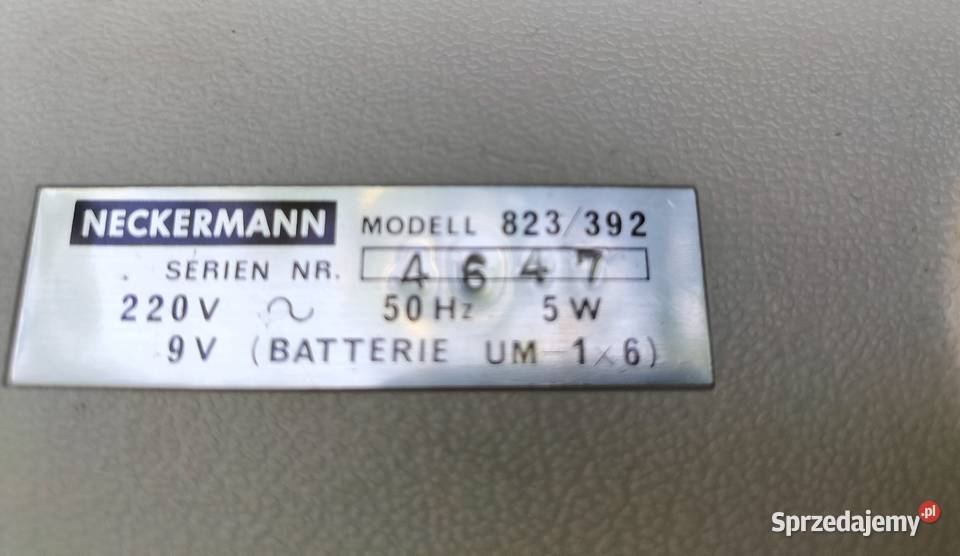 NECKERMANN MODELL 823/392
SERIEN NR. 4647
220V ~ 50Hz 5W
9V (BATTERIE UM-1×6)
Sprzedajemy.pl